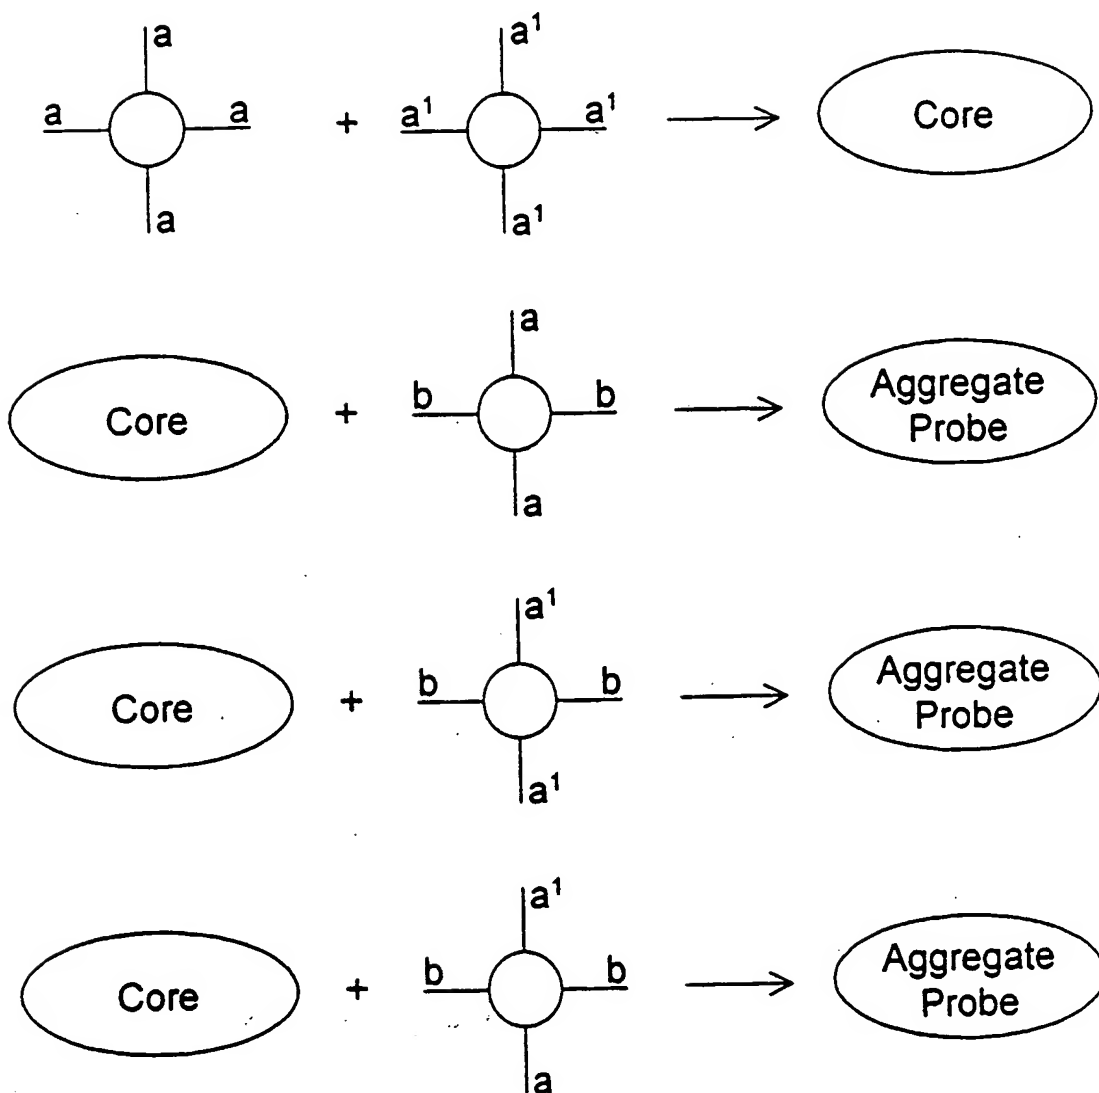 a
a a
a
+
a¹
a¹ a¹
a¹
Core
Core
+
a
b b
a
Aggregate
Probe
Core
+
a¹
b b
a¹
Aggregate
Probe
Core
+
a¹
b b
a
Aggregate
Probe